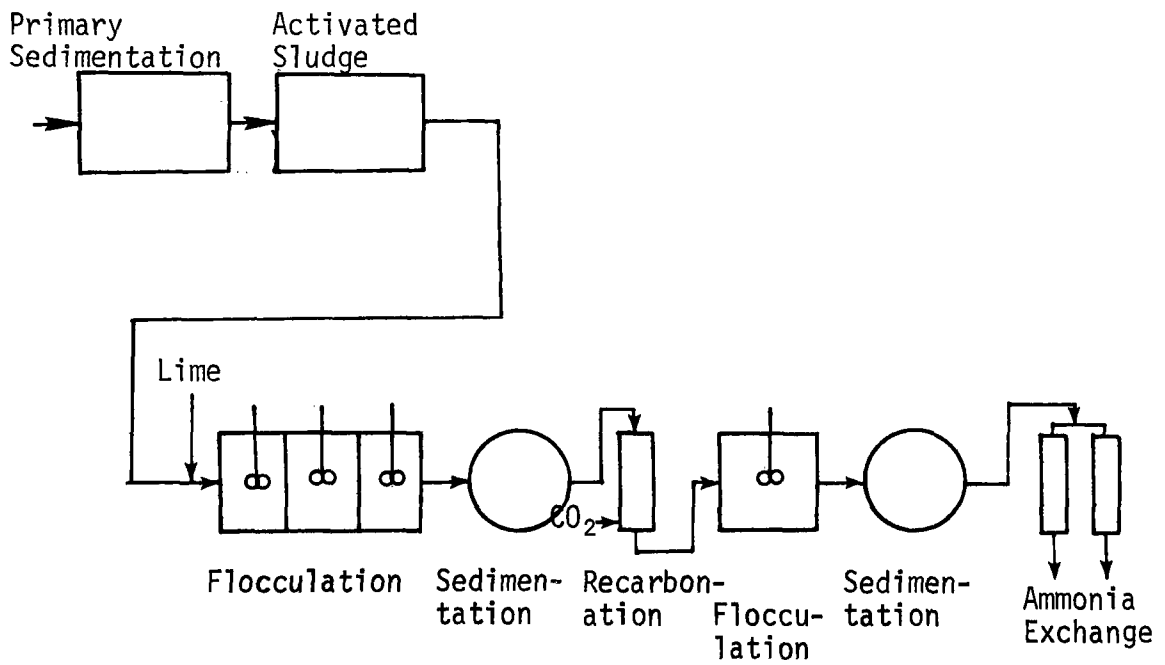 Primary
Sedimentation
Activated
Sludge
Lime
CO₂
Flocculation
Sedimen-
tation
Recarbon-
ation
Floccu-
lation
Sedimen-
tation
Ammonia
Exchange